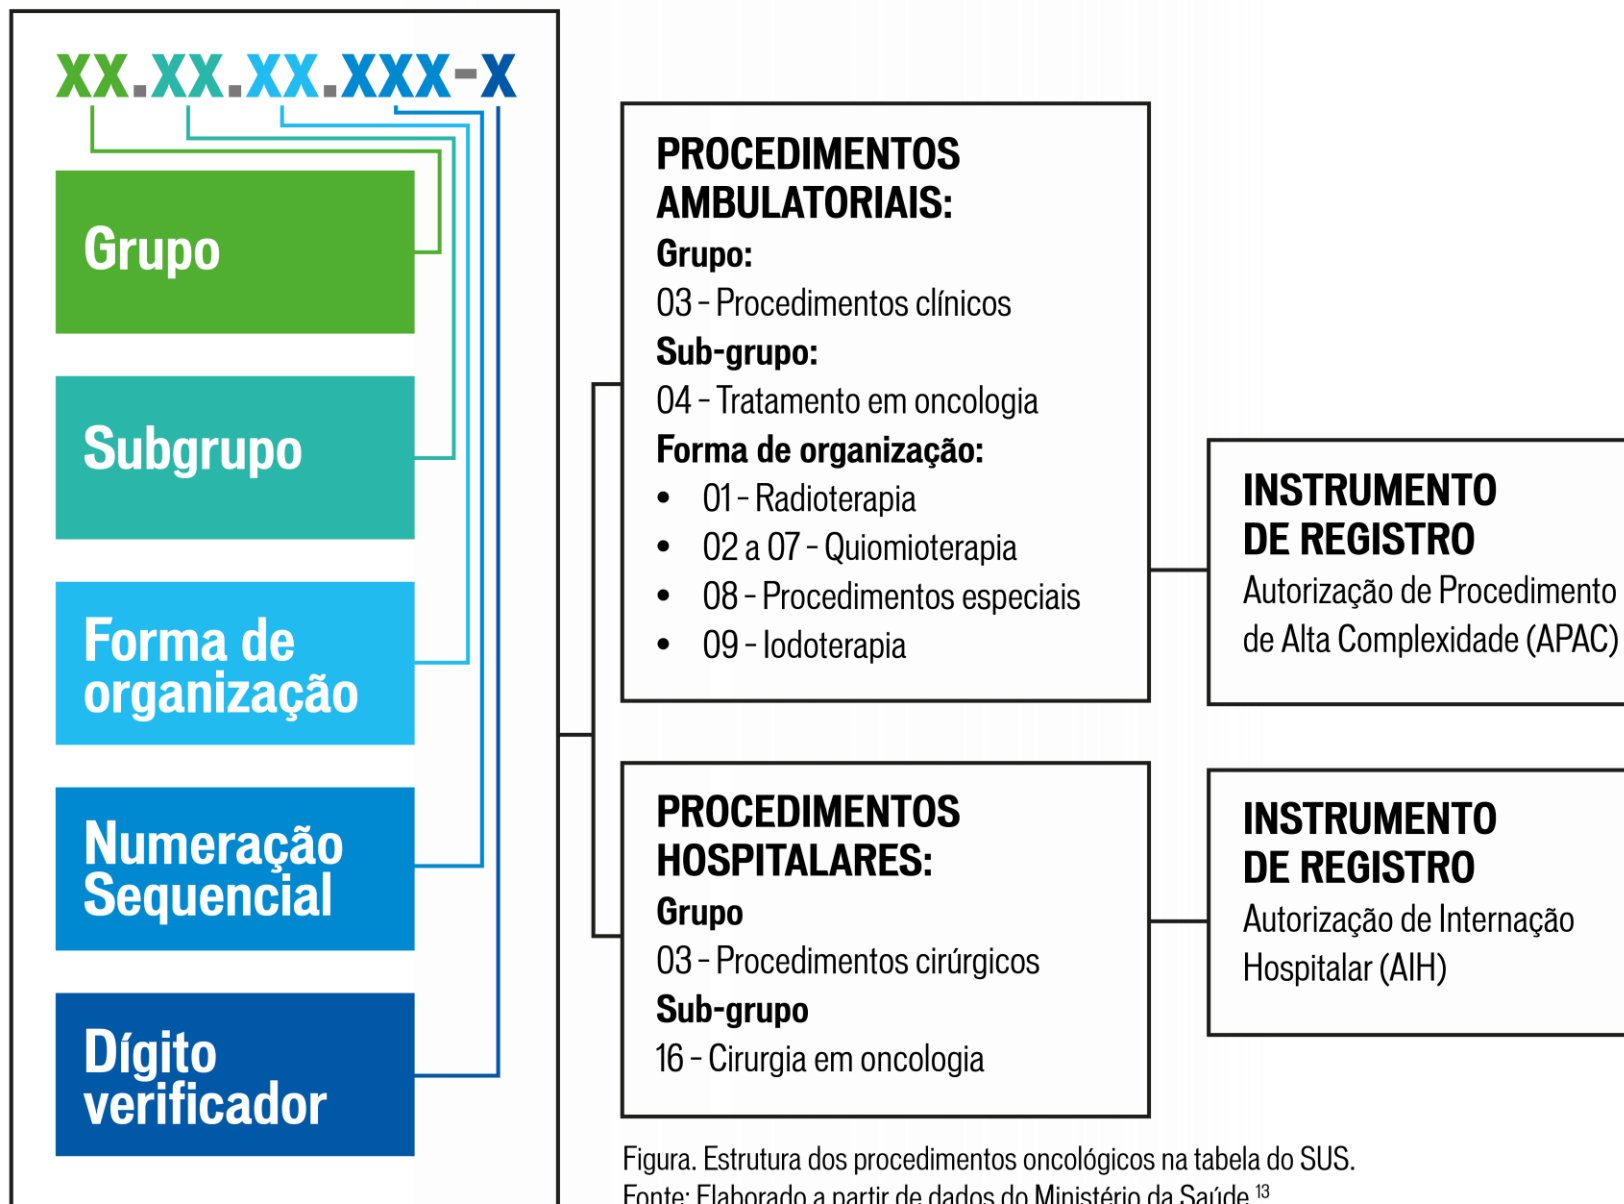 xx.xx.xx.xxx-x
Grupo
Subgrupo
Forma de
organização
Numeração
Sequencial
Dígito
verificador
PROCEDIMENTOS
AMBULATORIAIS:
Grupo:
03 - Procedimentos clínicos
Sub-grupo:
04 - Tratamento em oncologia
Forma de organização:
• 01 - Radioterapia
• 02 a 07 - Quiomioterapia
• 08 - Procedimentos especiais
• 09 - Iodoterapia
INSTRUMENTO
DE REGISTRO
Autorização de Procedimento
de Alta Complexidade (APAC)
PROCEDIMENTOS
HOSPITALARES:
Grupo
03 - Procedimentos cirúrgicos
Sub-grupo
16 - Cirurgia em oncologia
INSTRUMENTO
DE REGISTRO
Autorização de Internação
Hospitalar (AIH)
Figura. Estrutura dos procedimentos oncológicos na tabela do SUS.
Fonte: Elaborado a partir de dados do Ministério da Saúde.¹³